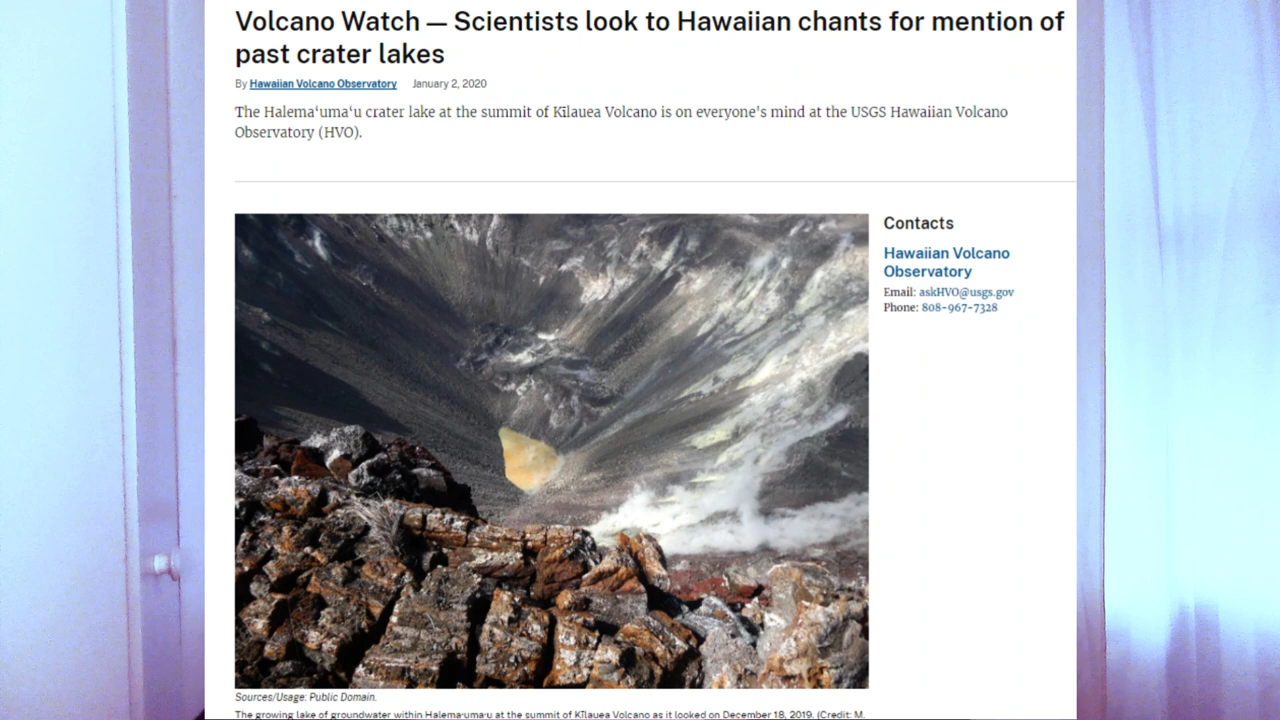 Volcano Watch — Scientists look to Hawaiian chants for mention of
past crater lakes
By Hawaiian Volcano Observatory January 2, 2020
The Halemaʻumaʻu crater lake at the summit of Kīlauea Volcano is on everyone's mind at the USGS Hawaiian Volcano
Observatory (HVO).
Contacts
Hawaiian Volcano
Observatory
Email: askHVO@usgs.gov
Phone: 808-967-7328
Sources/Usage: Public Domain.
The growing lake of groundwater within Halemaʻumaʻu at the summit of Kīlauea Volcano as it looked on December 18, 2019. (Credit: M.